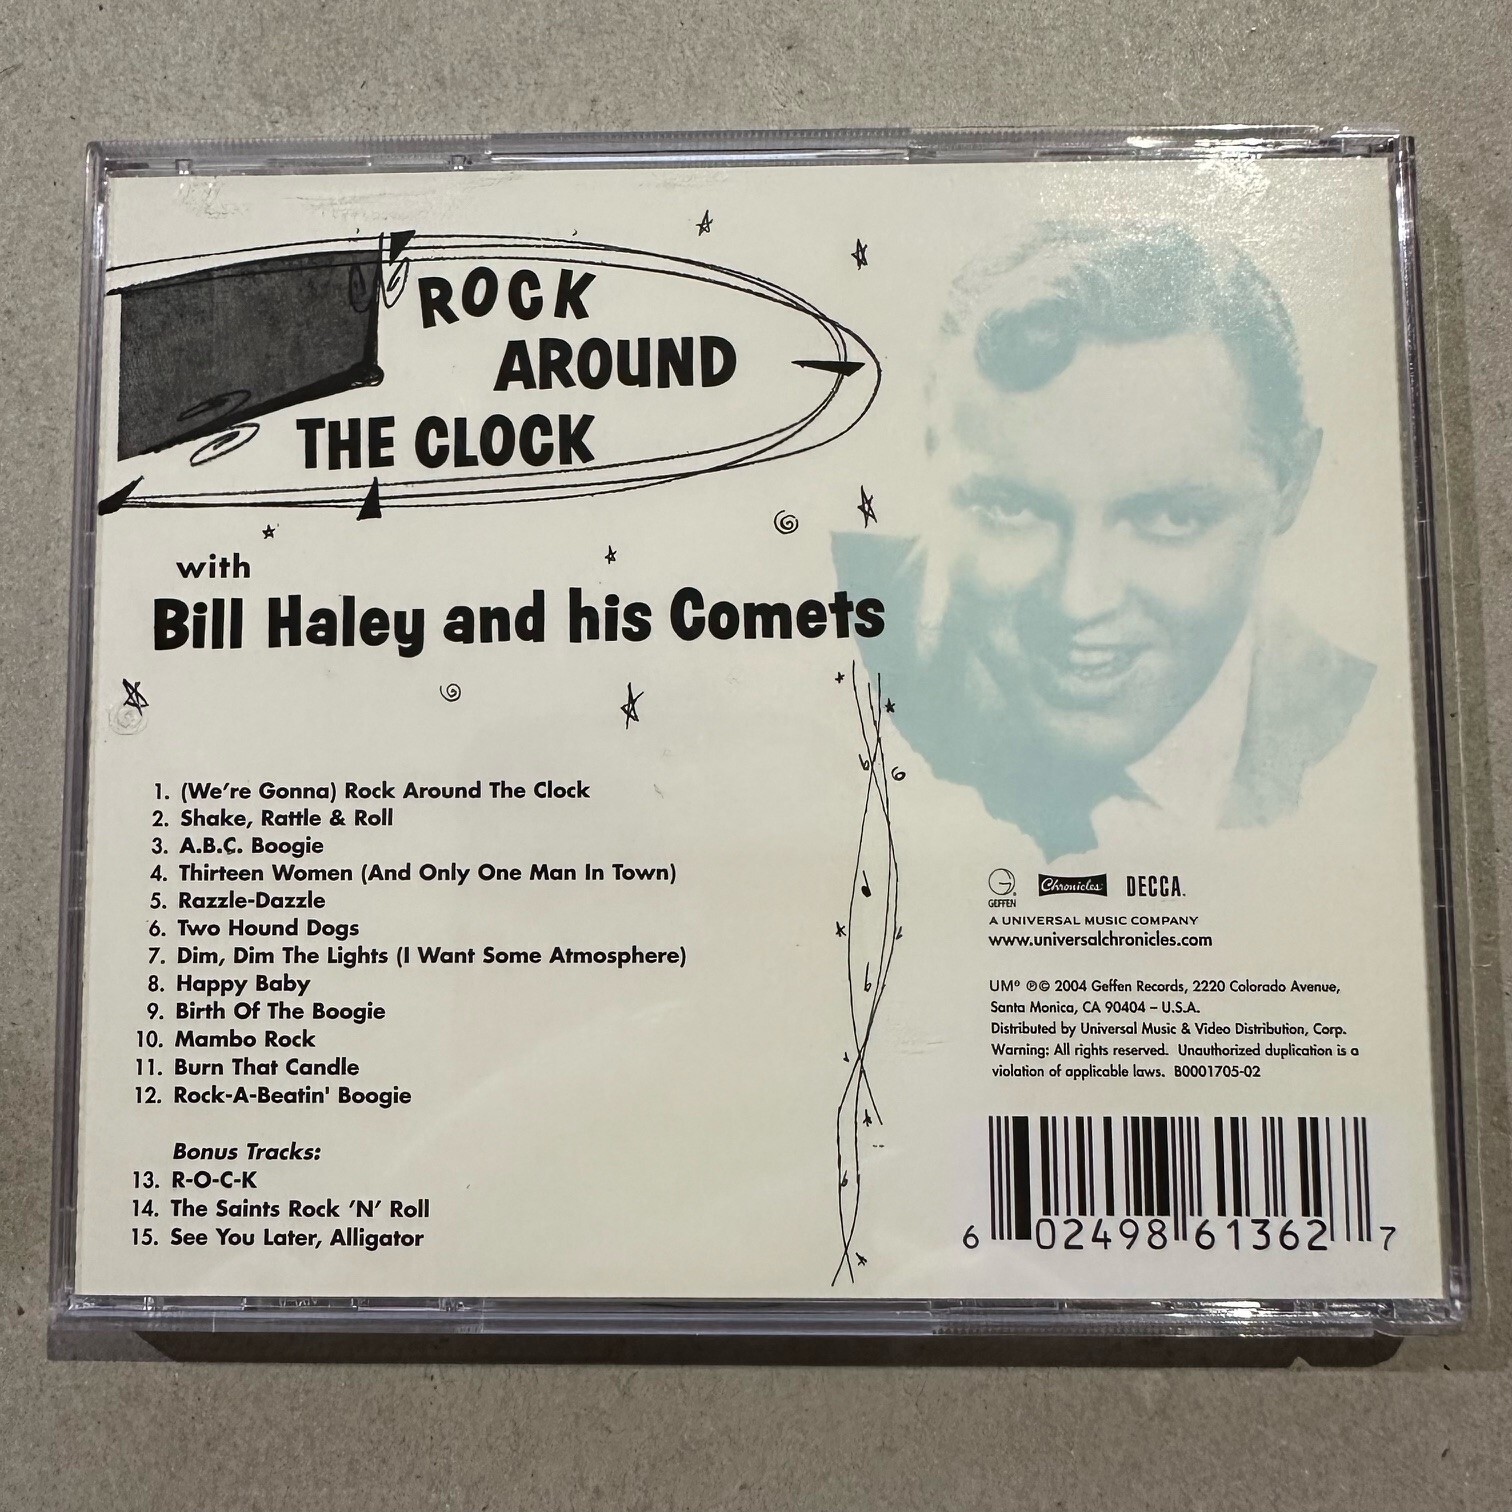 ROCK
AROUND
THE CLOCK
with
Bill Haley and his Comets
1. (We're Gonna) Rock Around The Clock
2. Shake, Rattle & Roll
3. A.B.C. Boogie
4. Thirteen Women (And Only One Man In Town)
5. Razzle-Dazzle
6. Two Hound Dogs
7. Dim, Dim The Lights (I Want Some Atmosphere)
8. Happy Baby
9. Birth Of The Boogie
10. Mambo Rock
11. Burn That Candle
12. Rock-A-Beatin' Boogie
Bonus Tracks:
13. R-O-C-K
14. The Saints Rock 'N' Roll
15. See You Later, Alligator
GEFFEN Chronicles DECCA.
A UNIVERSAL MUSIC COMPANY
www.universalchronicles.com
UMᵉ ℗© 2004 Geffen Records, 2220 Colorado Avenue,
Santa Monica, CA 90404 – U.S.A.
Distributed by Universal Music & Video Distribution, Corp.
Warning: All rights reserved. Unauthorized duplication is a
violation of applicable laws. B0001705-02
6 02498 61362 7